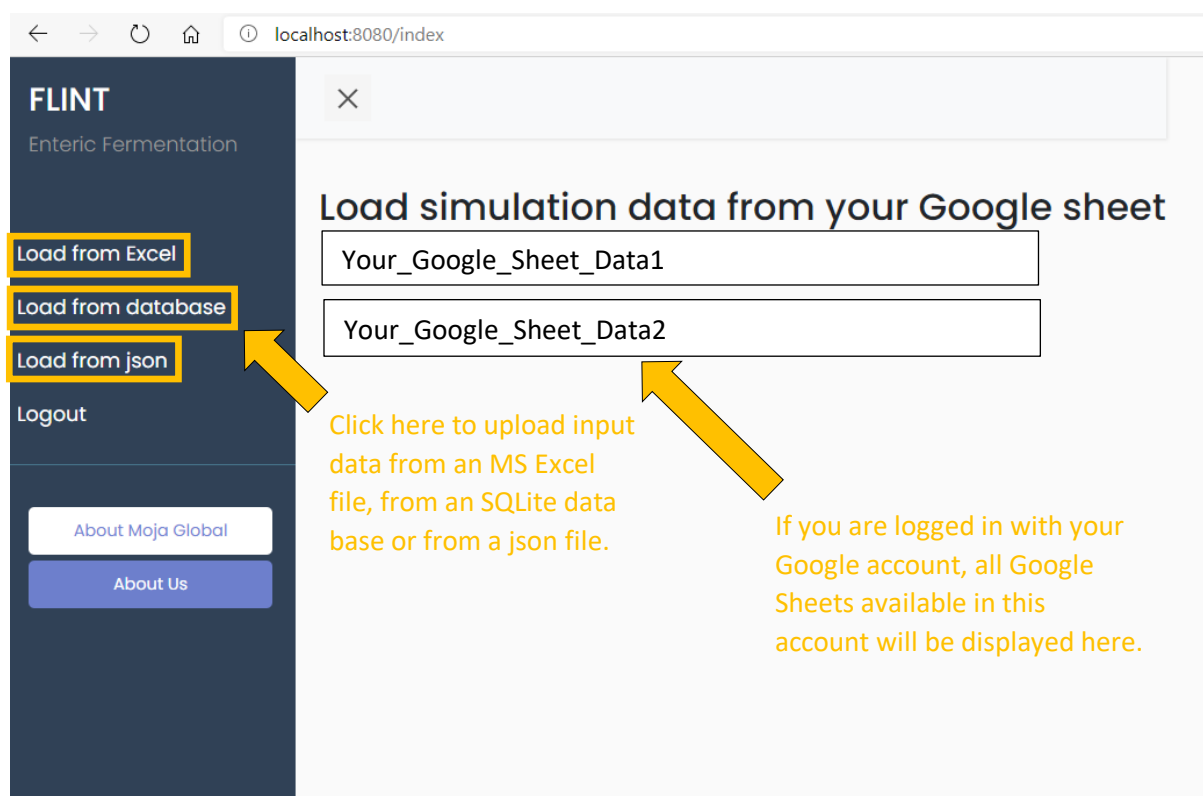 localhost:8080/index
FLINT
Enteric Fermentation
Load from Excel
Load from database
Load from json
Logout
About Moja Global
About Us
Load simulation data from your Google sheet
Your_Google_Sheet_Data1
Your_Google_Sheet_Data2
Click here to upload input
data from an MS Excel
file, from an SQLite data
base or from a json file.
If you are logged in with your
Google account, all Google
Sheets available in this
account will be displayed here.